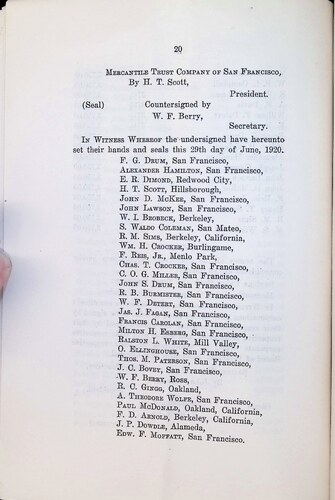 20
MERCANTILE TRUST COMPANY OF SAN FRANCISCO,
By H. T. SCOTT,
President.
(Seal) Countersigned by
W. F. BERRY,
Secretary.
IN WITNESS WHEREOF the undersigned have hereunto
set their hands and seals this 29th day of June, 1920.
F. G. DRUM, San Francisco,
ALEXANDER HAMILTON, San Francisco,
E. R. DIMOND, Redwood City,
H. T. SCOTT, Hillsborough,
JOHN D. MCKEE, San Francisco,
JOHN LAWSON, San Francisco,
W. I. BROBECK, Berkeley,
S. WALDO COLEMAN, San Mateo,
R. M. SIMS, Berkeley, California,
WM. H. CROCKER, Burlingame,
F. REIS, JR., Menlo Park,
CHAS. T. CROCKER, San Francisco,
C. O. G. MILLER, San Francisco,
JOHN S. DRUM, San Francisco,
R. B. BURMISTER, San Francisco,
W. F. DETERT, San Francisco,
JAS. J. FAGAN, San Francisco,
FRANCIS CAROLAN, San Francisco,
MILTON H. ESBERG, San Francisco,
RALSTON L. WHITE, Mill Valley,
O. ELLINGHOUSE, San Francisco,
THOS. M. PATERSON, San Francisco,
J. C. BOVEY, San Francisco,
W. F. BERRY, Ross,
R. C. GINGG, Oakland,
A. THEODORE WOLFE, San Francisco,
PAUL MCDONALD, Oakland, California,
F. D. ARNOLD, Berkeley, California,
J. P. DOWDLE, Alameda,
EDW. F. MOFFATT, San Francisco.